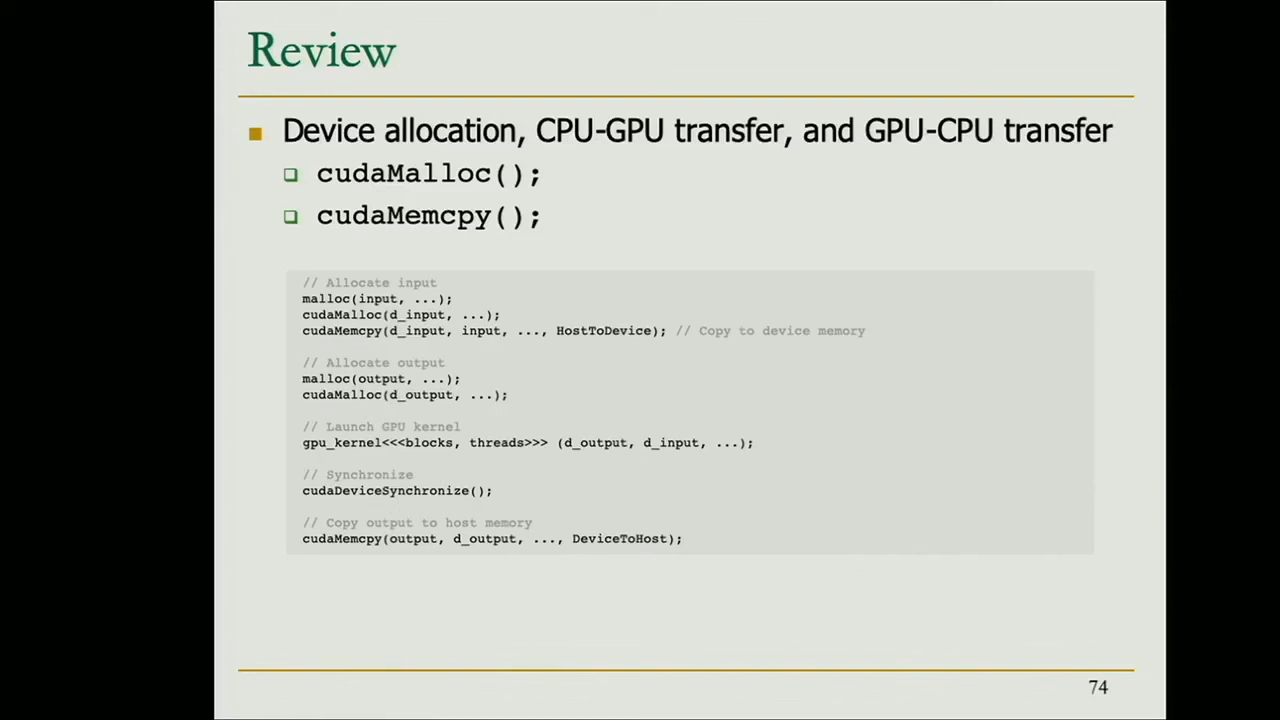 Review
Device allocation, CPU-GPU transfer, and GPU-CPU transfer
cudaMalloc();
cudaMemcpy();
// Allocate input
malloc(input, ...);
cudaMalloc(d_input, ...);
cudaMemcpy(d_input, input, ..., HostToDevice); // Copy to device memory
// Allocate output
malloc(output, ...);
cudaMalloc(d_output, ...);
// Launch GPU kernel
gpu_kernel<<<blocks, threads>>> (d_output, d_input, ...);
// Synchronize
cudaDeviceSynchronize();
// Copy output to host memory
cudaMemcpy(output, d_output, ..., DeviceToHost);
74